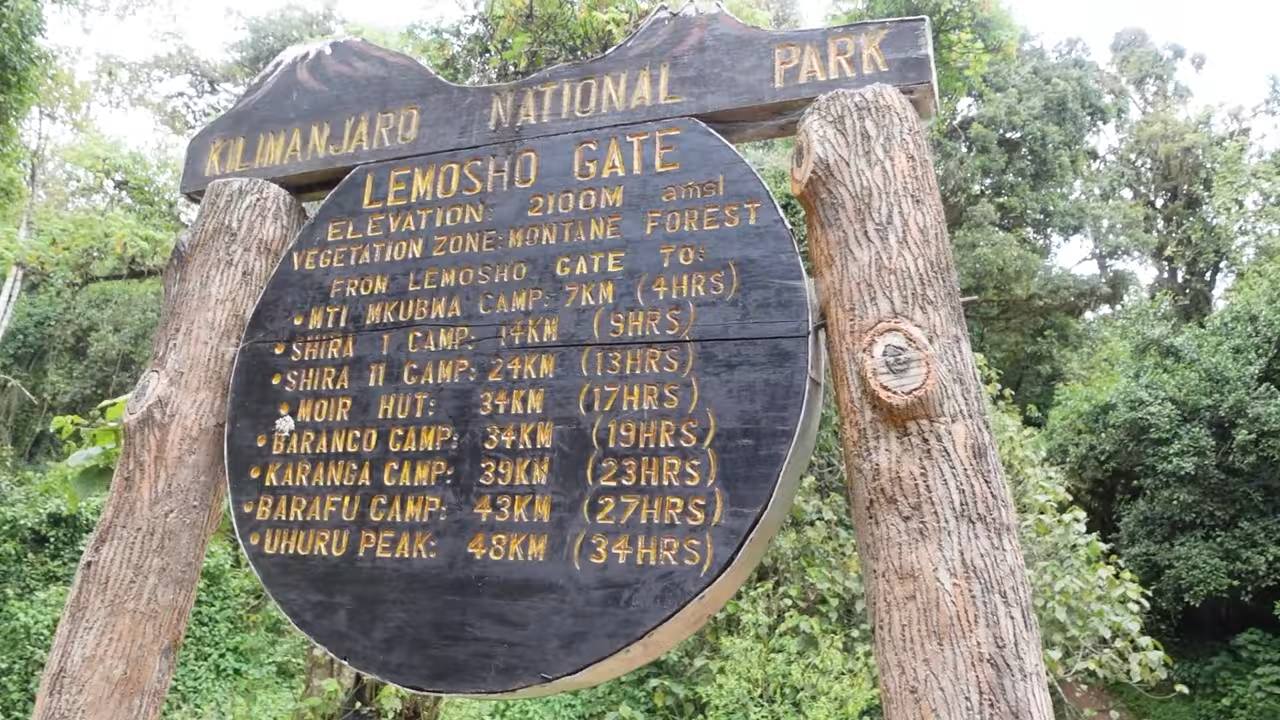 KILIMANJARO NATIONAL PARK
LEMOSHO GATE
ELEVATION: 2100M amsl
VEGETATION ZONE: MONTANE FOREST
FROM LEMOSHO GATE TO:
• MTI MKUBWA CAMP: 7KM (4HRS)
• SHIRA 1 CAMP: 14KM (9HRS)
• SHIRA 11 CAMP: 24KM (13HRS)
• MOIR HUT: 34KM (17HRS)
• BARANCO CAMP: 34KM (19HRS)
• KARANGA CAMP: 39KM (23HRS)
• BARAFU CAMP: 43KM (27HRS)
• UHURU PEAK: 48KM (34HRS)